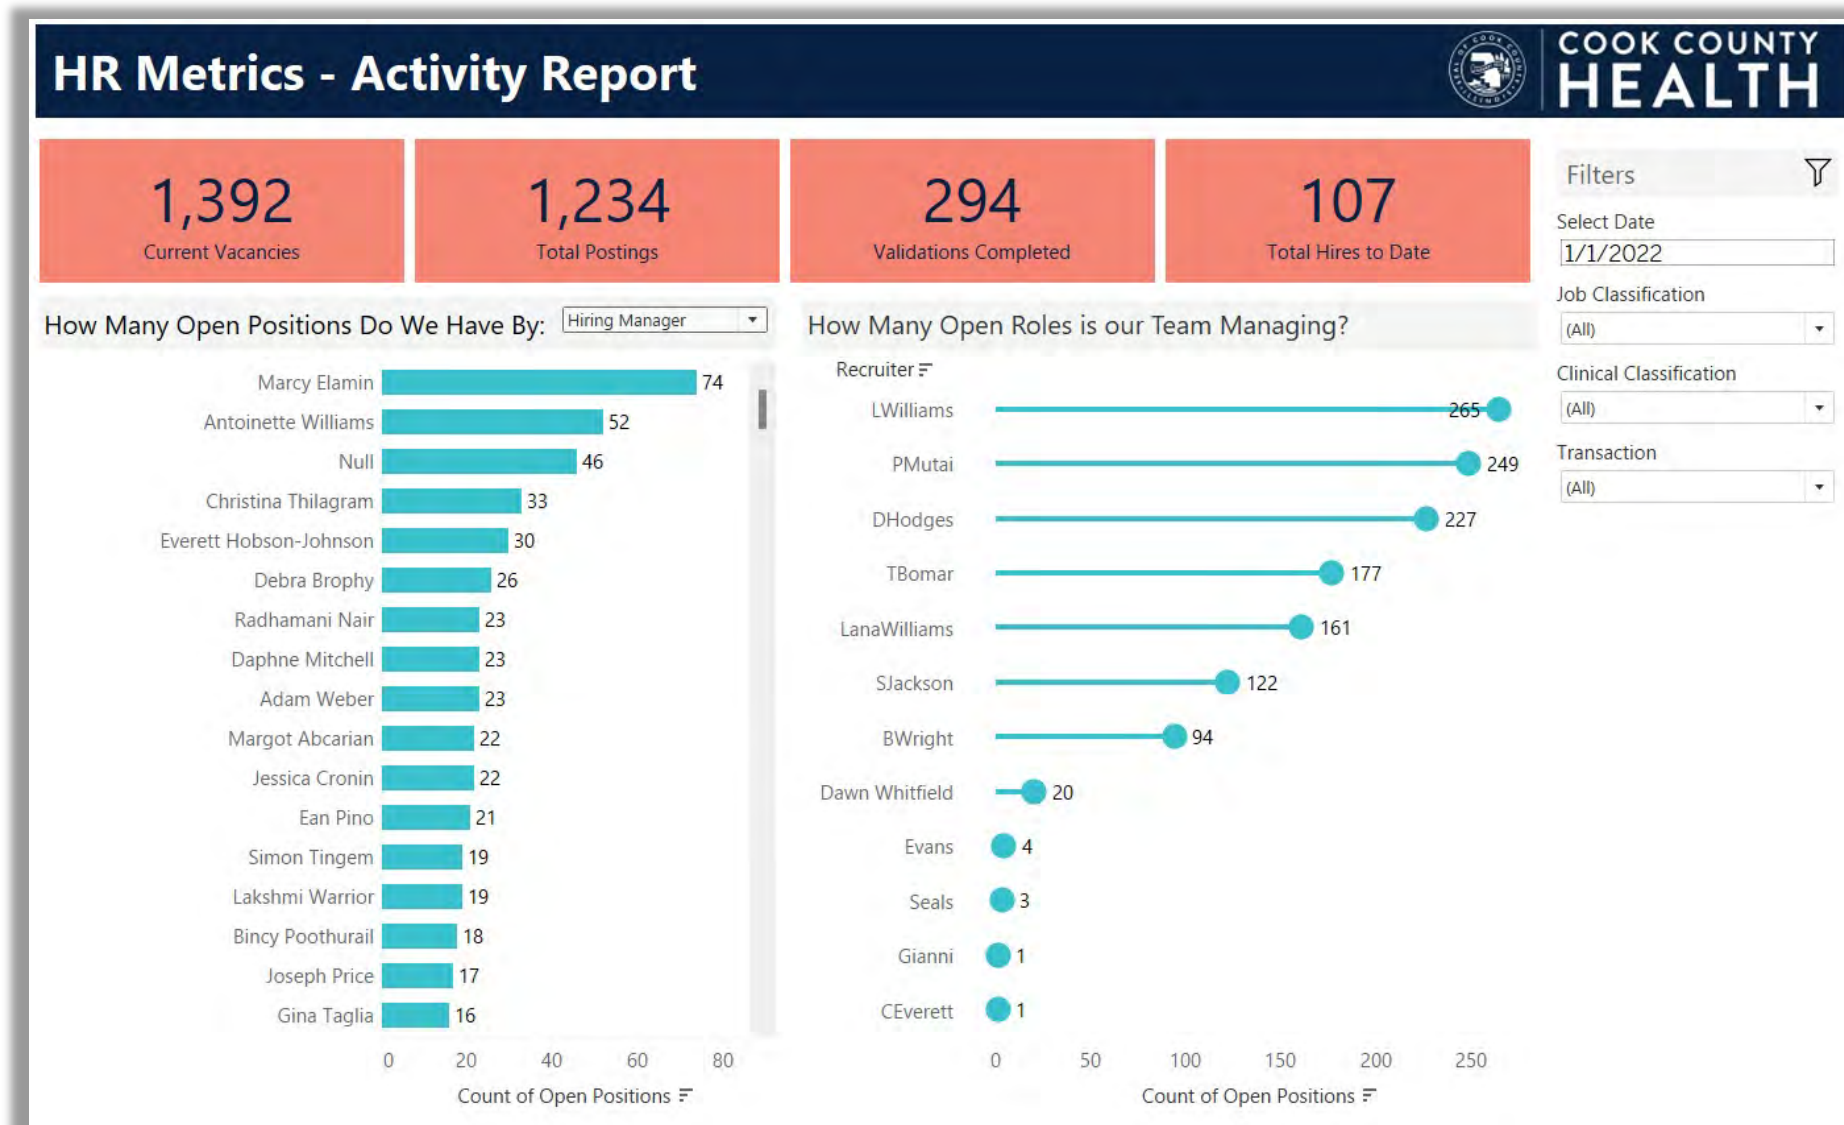 HR Metrics - Activity Report
COOK COUNTY
HEALTH
1,392
Current Vacancies
1,234
Total Postings
294
Validations Completed
107
Total Hires to Date
Filters
Select Date
1/1/2022
Job Classification
(All)
Clinical Classification
(All)
Transaction
(All)
How Many Open Positions Do We Have By: Hiring Manager
Marcy Elamin 74
Antoinette Williams 52
Null 46
Christina Thilagram 33
Everett Hobson-Johnson 30
Debra Brophy 26
Radhamani Nair 23
Daphne Mitchell 23
Adam Weber 23
Margot Abcarian 22
Jessica Cronin 22
Ean Pino 21
Simon Tingem 19
Lakshmi Warrior 19
Bincy Poothurail 18
Joseph Price 17
Gina Taglia 16
0 20 40 60 80
Count of Open Positions
How Many Open Roles is our Team Managing?
Recruiter
LWilliams 265
PMutai 249
DHodges 227
TBomar 177
LanaWilliams 161
SJackson 122
BWright 94
Dawn Whitfield 20
Evans 4
Seals 3
Gianni 1
CEverett 1
0 50 100 150 200 250
Count of Open Positions